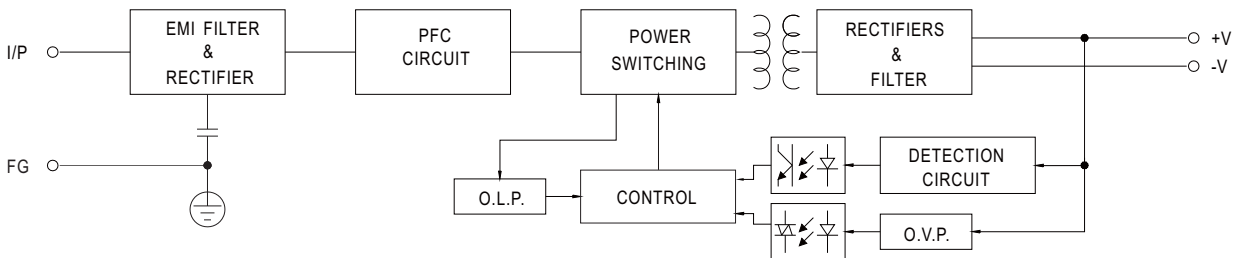 EMI FILTER
&
RECTIFIER
PFC
CIRCUIT
POWER
SWITCHING
RECTIFIERS
&
FILTER
I/P
+V
-V
FG
O.L.P.
CONTROL
DETECTION
CIRCUIT
O.V.P.